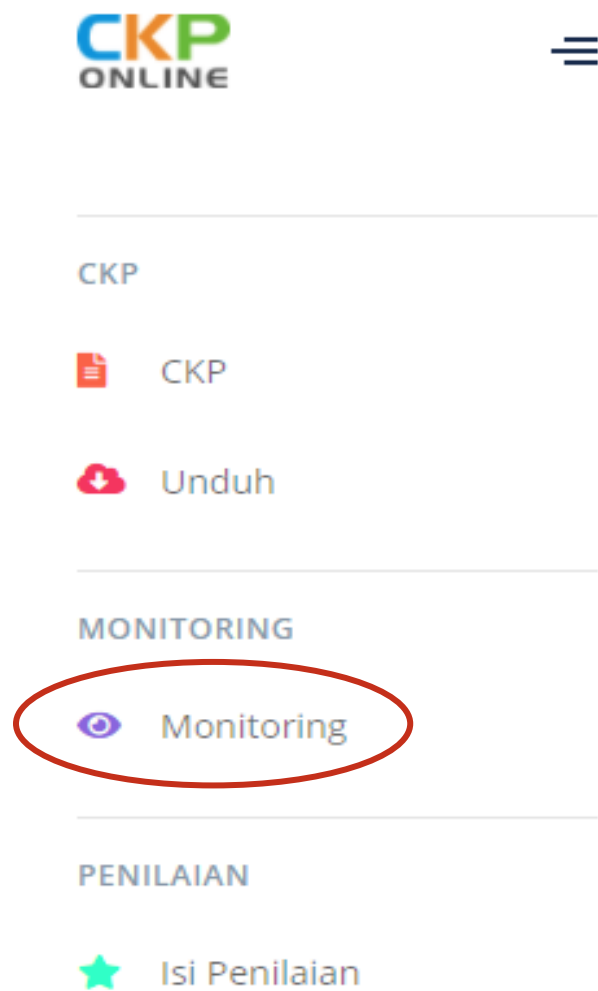 CKP
ONLINE
CKP
CKP
Unduh
MONITORING
Monitoring
PENILAIAN
Isi Penilaian